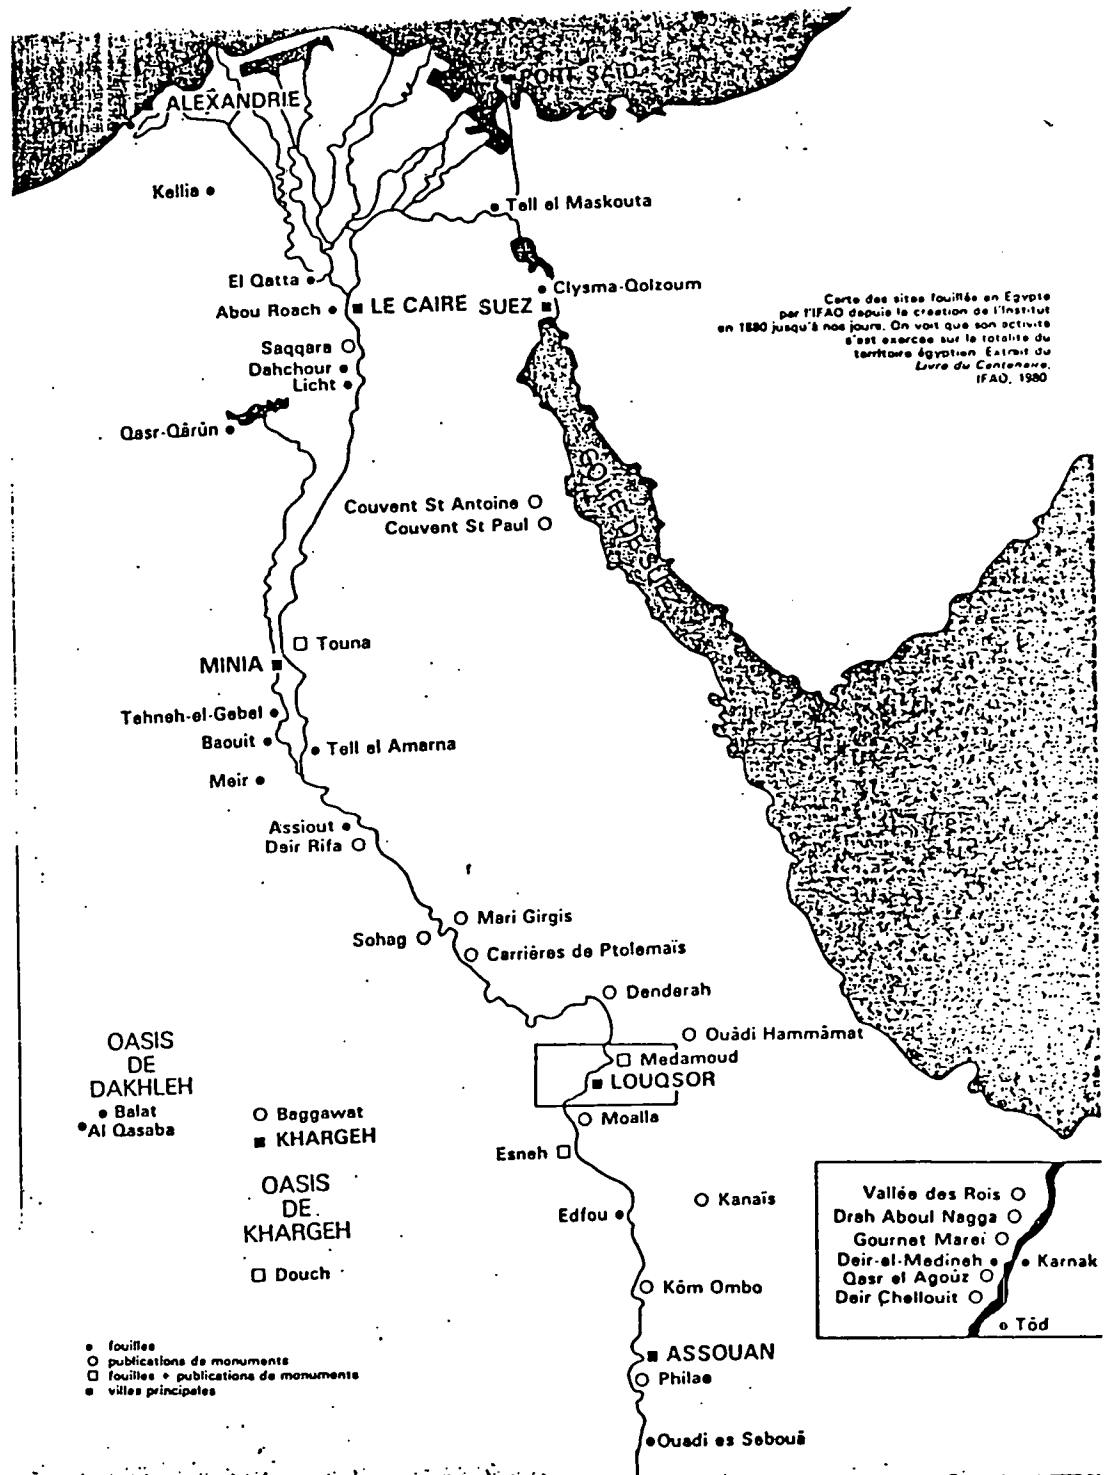 PORT SAID
ALEXANDRIE
Kellia
Tell el Maskouta
El Qatta
Clysma-Qolzoum
Abou Roach
LE CAIRE
SUEZ
Carte des sites fouillés en Egypte
par l'IFAO depuis la création de l'Institut
en 1880 jusqu'à nos jours. On voit que son activité
s'est exercée sur la totalité du
territoire égyptien. Extrait du
Livre du Centenaire,
IFAO, 1980
Saqqara
Dahchour
Licht
Qasr-Qârûn
GOLFE DE SUEZ
Couvent St Antoine
Couvent St Paul
Touna
MINIA
Tehneh-el-Gebel
Baouit
Tell el Amarna
Meir
Assiout
Deir Rifa
Mari Girgis
Sohag
Carrières de Ptolemaïs
Denderah
Ouâdi Hammâmat
Medamoud
LOUQSOR
OASIS
DE
DAKHLEH
Balat
Al Qasaba
Baggawat
KHARGEH
Moalla
Esneh
OASIS
DE
KHARGEH
Kanaïs
Edfou
Douch
Kôm Ombo
Vallée des Rois
Drah Aboul Nagga
Gournet Mareï
Deir-el-Medineh
Karnak
Qasr el Agoûz
Deir Chellouit
Tôd
fouilles
publications de monuments
fouilles + publications de monuments
villes principales
ASSOUAN
Philae
Ouadi es Sebouâ